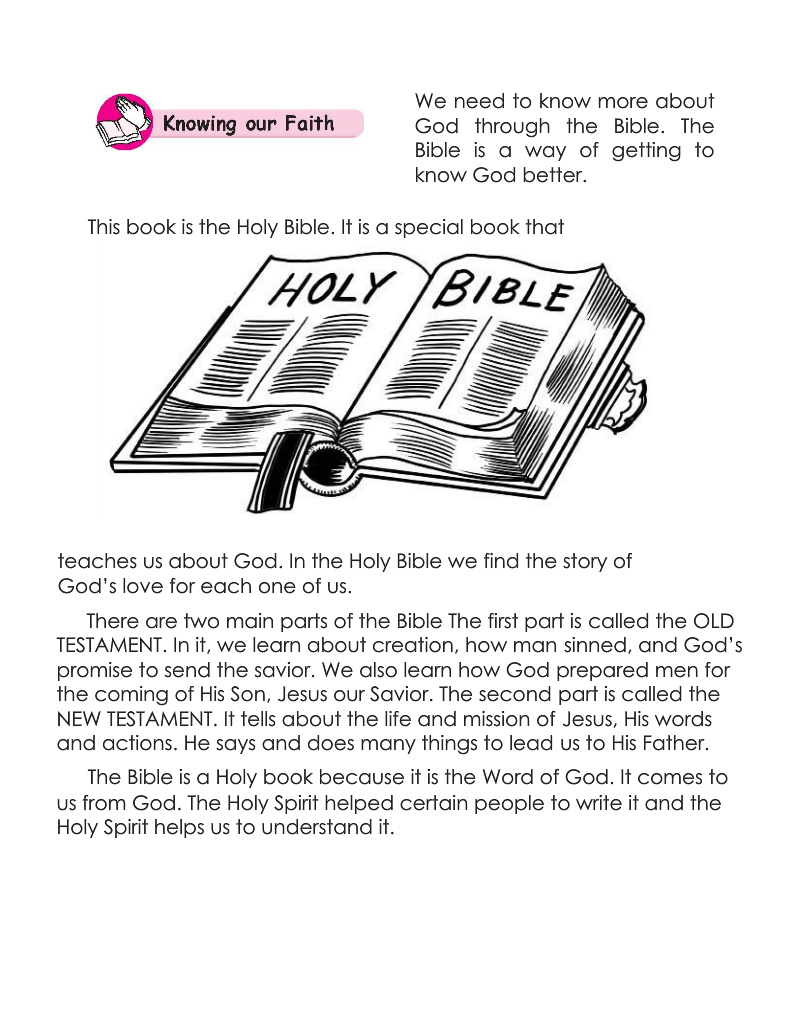 Knowing our Faith
We need to know more about
God through the Bible. The
Bible is a way of getting to
know God better.
This book is the Holy Bible. It is a special book that
HOLY BIBLE
teaches us about God. In the Holy Bible we find the story of
God's love for each one of us.
There are two main parts of the Bible The first part is called the OLD
TESTAMENT. In it, we learn about creation, how man sinned, and God's
promise to send the savior. We also learn how God prepared men for
the coming of His Son, Jesus our Savior. The second part is called the
NEW TESTAMENT. It tells about the life and mission of Jesus, His words
and actions. He says and does many things to lead us to His Father.
The Bible is a Holy book because it is the Word of God. It comes to
us from God. The Holy Spirit helped certain people to write it and the
Holy Spirit helps us to understand it.